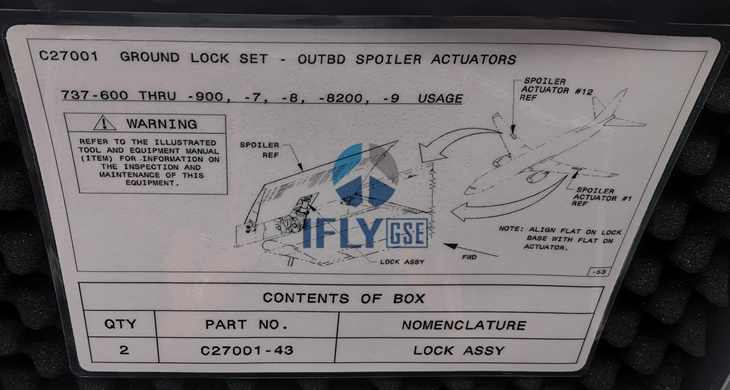 C27001 GROUND LOCK SET - OUTBD SPOILER ACTUATORS
737-600 THRU -900, -7, -8, -8200, -9 USAGE
WARNING
REFER TO THE ILLUSTRATED
TOOL AND EQUIPMENT MANUAL
(ITEM) FOR INFORMATION ON
THE INSPECTION AND
MAINTENANCE OF THIS
EQUIPMENT.
SPOILER
REF
SPOILER
ACTUATOR #12
REF
SPOILER
ACTUATOR #1
REF
NOTE: ALIGN FLAT ON LOCK
BASE WITH FLAT ON
ACTUATOR.
IFLY GSE
LOCK ASSY
FWD
-53
CONTENTS OF BOX
QTY PART NO. NOMENCLATURE
2 C27001-43 LOCK ASSY